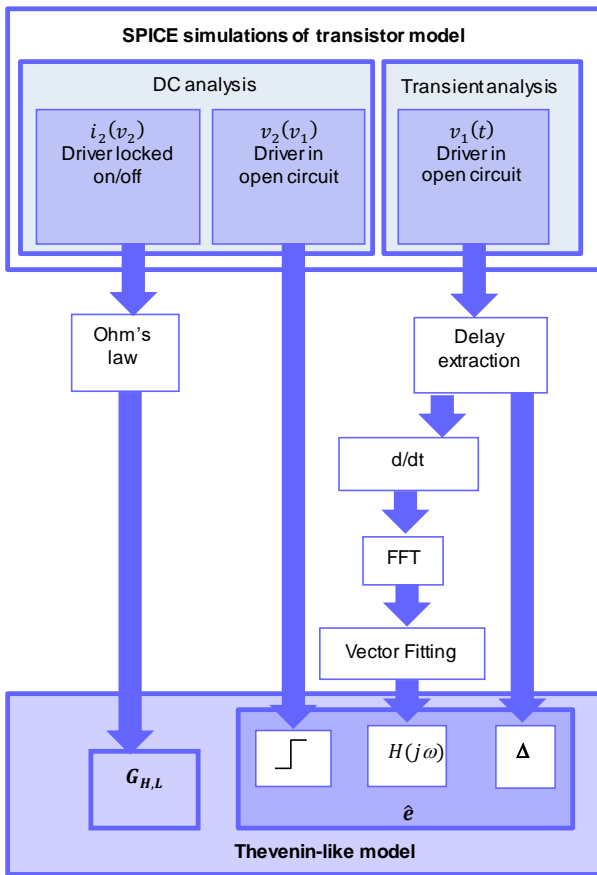 SPICE simulations of transistor model
DC analysis
Transient analysis
i₂(v₂)
Driver locked
on/off
v₂(v₁)
Driver in
open circuit
v₁(t)
Driver in
open circuit
Ohm's
law
Delay
extraction
d/dt
FFT
Vector Fitting
H(jω)
Δ
G_{H,L}
ê
Thevenin-like model